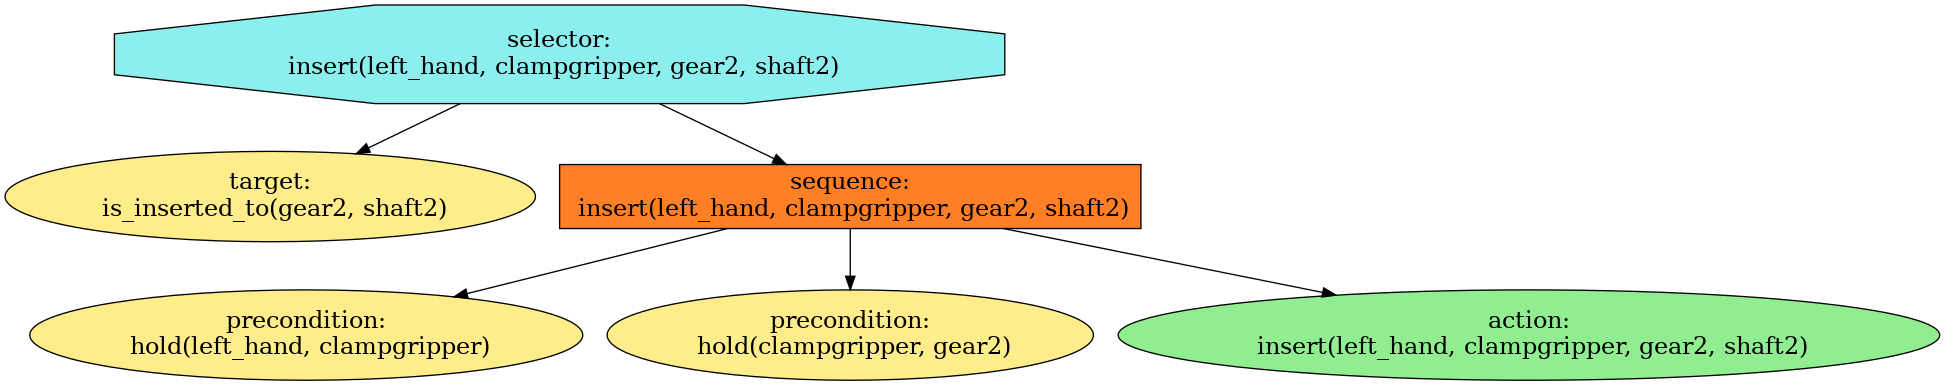 selector:
insert(left_hand, clampgripper, gear2, shaft2)
target:
is_inserted_to(gear2, shaft2)
sequence:
insert(left_hand, clampgripper, gear2, shaft2)
precondition:
hold(left_hand, clampgripper)
precondition:
hold(clampgripper, gear2)
action:
insert(left_hand, clampgripper, gear2, shaft2)